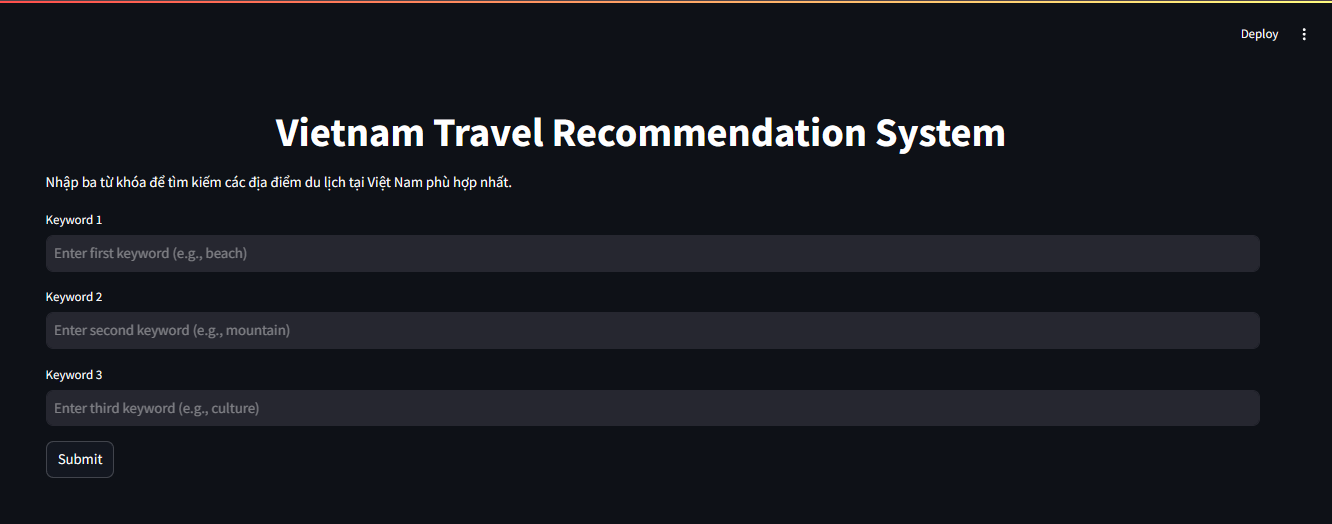 Deploy
Vietnam Travel Recommendation System
Nhập ba từ khóa để tìm kiếm các địa điểm du lịch tại Việt Nam phù hợp nhất.
Keyword 1
Enter first keyword (e.g., beach)
Keyword 2
Enter second keyword (e.g., mountain)
Keyword 3
Enter third keyword (e.g., culture)
Submit